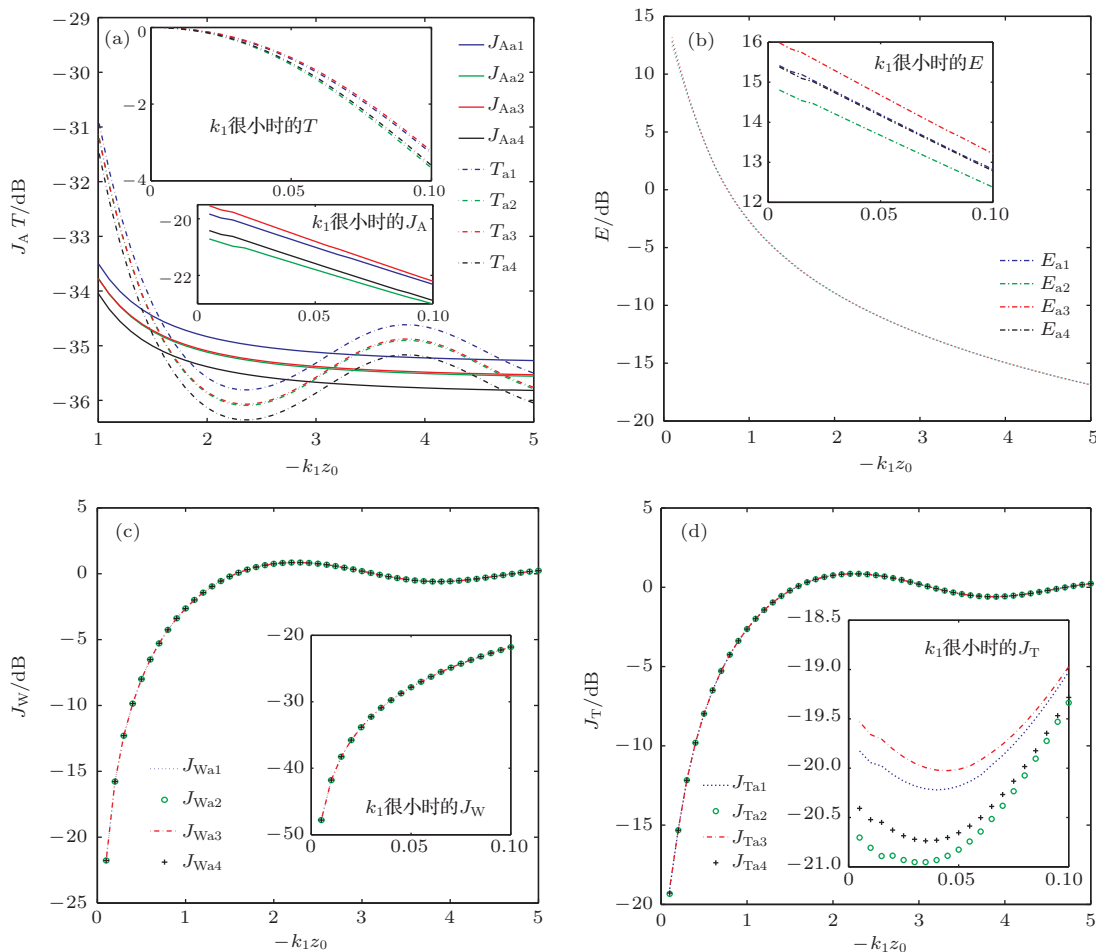 (a)
−29
−30
−31
−32
−33
−34
−35
−36
J_A T/dB
1 2 3 4 5
−k₁z₀
J_Aa1
J_Aa2
J_Aa3
J_Aa4
T_a1
T_a2
T_a3
T_a4
0
−2
−4
k₁很小时的T
0 0.05 0.10
−20
−22
k₁很小时的J_A
0 0.05 0.10
(b)
15
10
5
0
−5
−10
−15
−20
E/dB
0 1 2 3 4 5
−k₁z₀
16
15
14
13
12
k₁很小时的E
0 0.05 0.10
E_a1
E_a2
E_a3
E_a4
(c)
5
0
−5
−10
−15
−20
−25
J_W/dB
0 1 2 3 4 5
−k₁z₀
−20
−30
−40
−50
k₁很小时的J_W
0 0.05 0.10
J_Wa1
J_Wa2
J_Wa3
J_Wa4
(d)
5
0
−5
−10
−15
−20
J_T/dB
0 1 2 3 4 5
−k₁z₀
−18.5
−19.0
−19.5
−20.0
−20.5
−21.0
k₁很小时的J_T
0 0.05 0.10
J_Ta1
J_Ta2
J_Ta3
J_Ta4